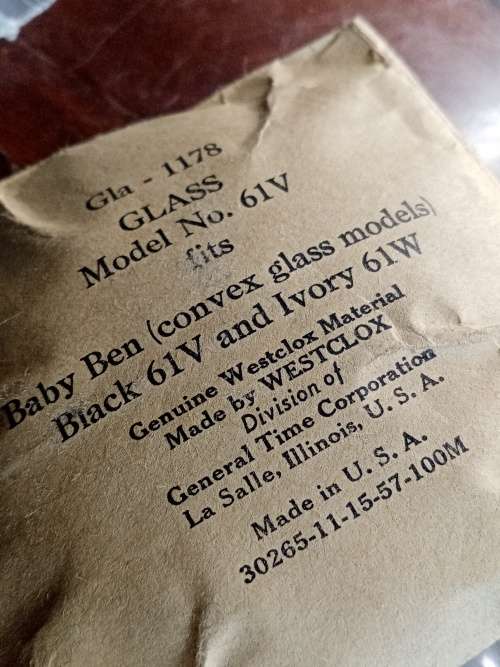 Gla - 1178
GLASS
Model No. 61V
fits
Baby Ben (convex glass models)
Black 61V and Ivory 61W
Genuine Westclox Material
Made by WESTCLOX
Division of
General Time Corporation
La Salle, Illinois, U. S. A.
Made in U. S. A.
30265-11-15-57-100M